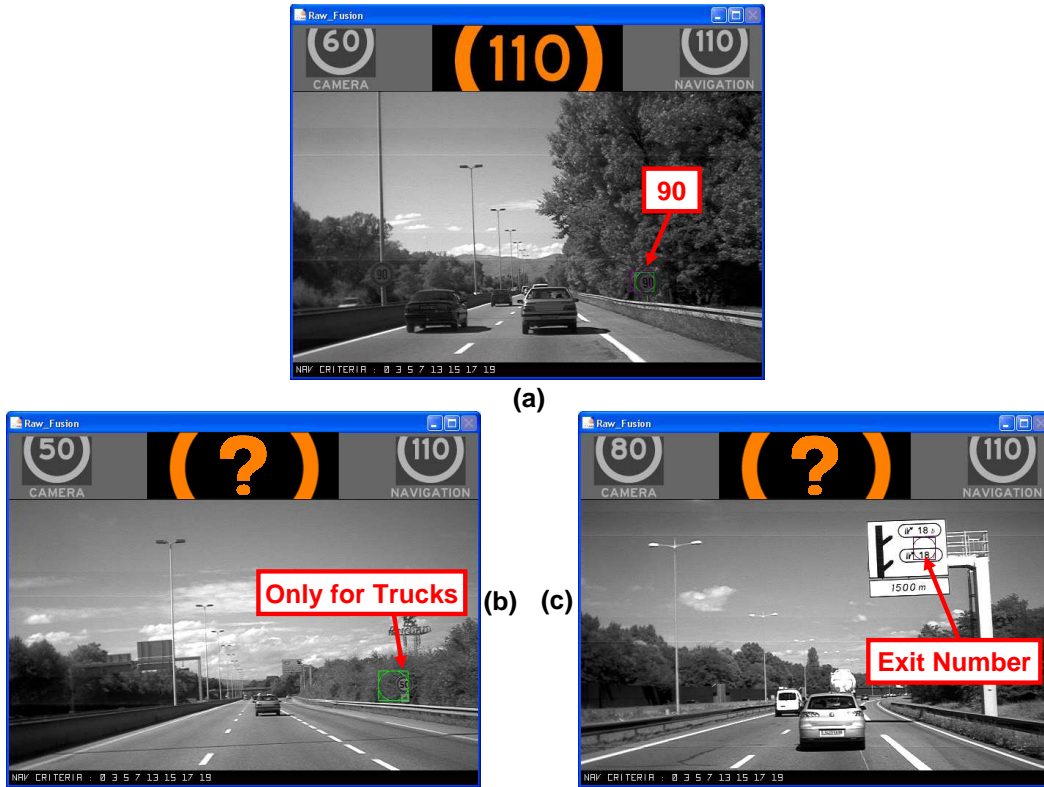 Raw_Fusion
60
110
110
CAMERA
NAVIGATION
90
90
90
NAV CRITERIA : 0 3 5 7 13 15 17 19
(a)
Raw_Fusion
50
?
110
CAMERA
NAVIGATION
Only for Trucks
50
NAV CRITERIA : 0 3 5 7 13 15 17 19
(b)
(c)
Raw_Fusion
80
?
110
CAMERA
NAVIGATION
18 b
18
1500 m
Exit Number
NAV CRITERIA : 0 3 5 7 13 15 17 19